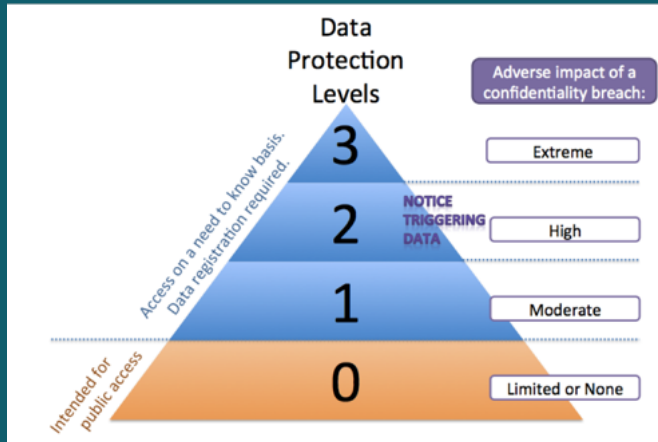 Data
Protection
Levels
Adverse impact of a
confidentiality breach:
Access on a need to know basis.
Data registration required.
3
Extreme
NOTICE
TRIGGERING
DATA
2
High
1
Moderate
Intended for
public access
0
Limited or None